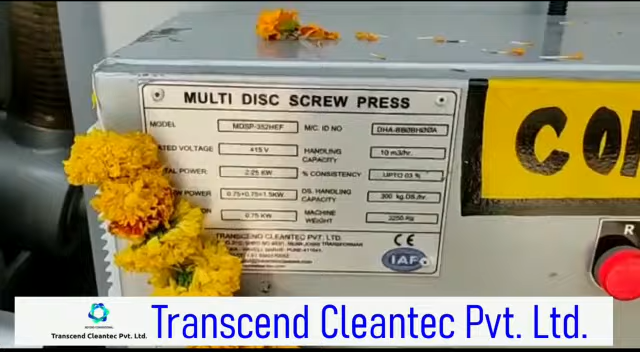 MULTI DISC SCREW PRESS
MODEL MDSP-352HEF M/C. ID NO
RATED VOLTAGE 415 V HANDLING CAPACITY 10 m3/hr.
POWER 2.25 KW % CONSISTENCY UPTO 03 %
POWER 0.75+0.75=1.5KW DS. HANDLING CAPACITY 300 kg.DS./hr.
0.75 KW MACHINE WEIGHT
TRANSCEND CLEANTEC PVT. LTD.
CE
IAF
CO
R
Transcend Cleantec Pvt. Ltd.
Transcend Cleantec Pvt. Ltd.